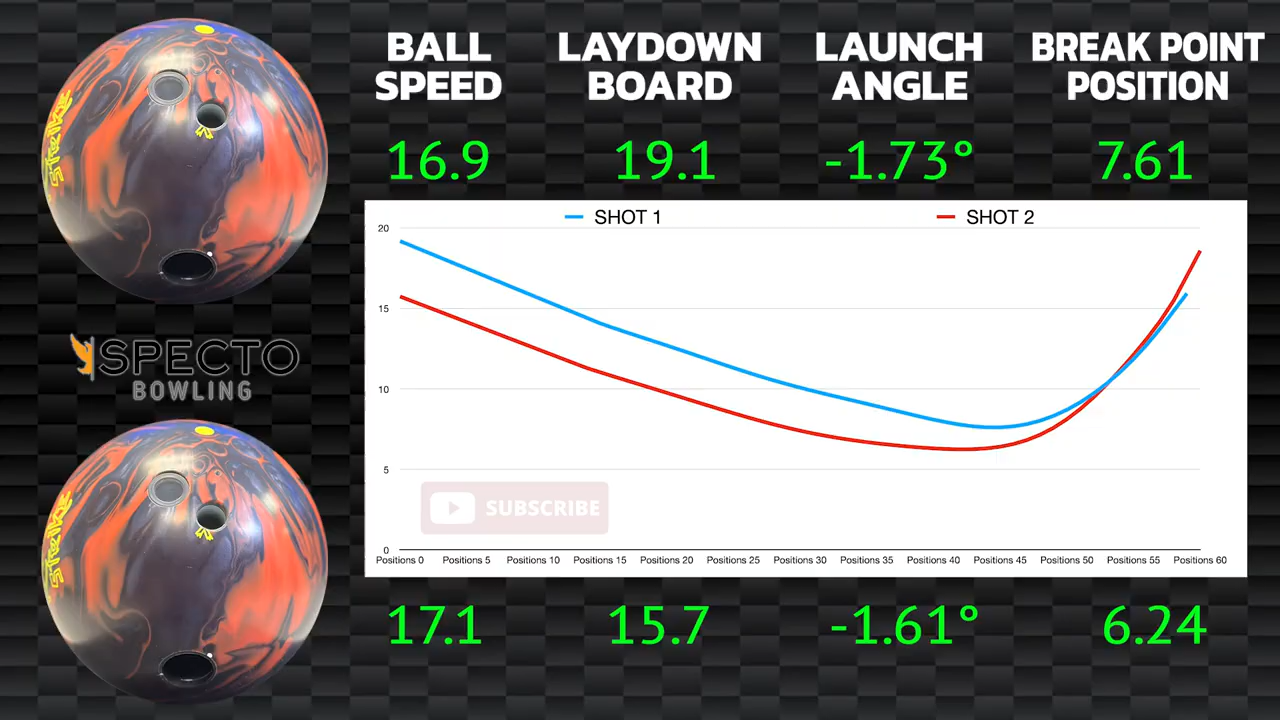 BALL SPEED
LAYDOWN BOARD
LAUNCH ANGLE
BREAK POINT POSITION
16.9
19.1
-1.73°
7.61
SHOT 1
SHOT 2
20
15
10
5
0
SUBSCRIBE
Positions 0
Positions 5
Positions 10
Positions 15
Positions 20
Positions 25
Positions 30
Positions 35
Positions 40
Positions 45
Positions 50
Positions 55
Positions 60
SPECTO
BOWLING
17.1
15.7
-1.61°
6.24